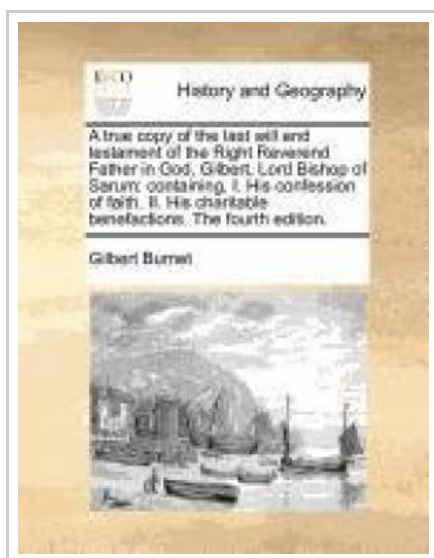 ECCO
History and Geography
A true copy of the last will and
testament of the Right Reverend
Father in God, Gilbert, Lord Bishop of
Sarum: containing, I. His confession
of faith. II. His charitable
benefactions. The fourth edition.
Gilbert Burnet